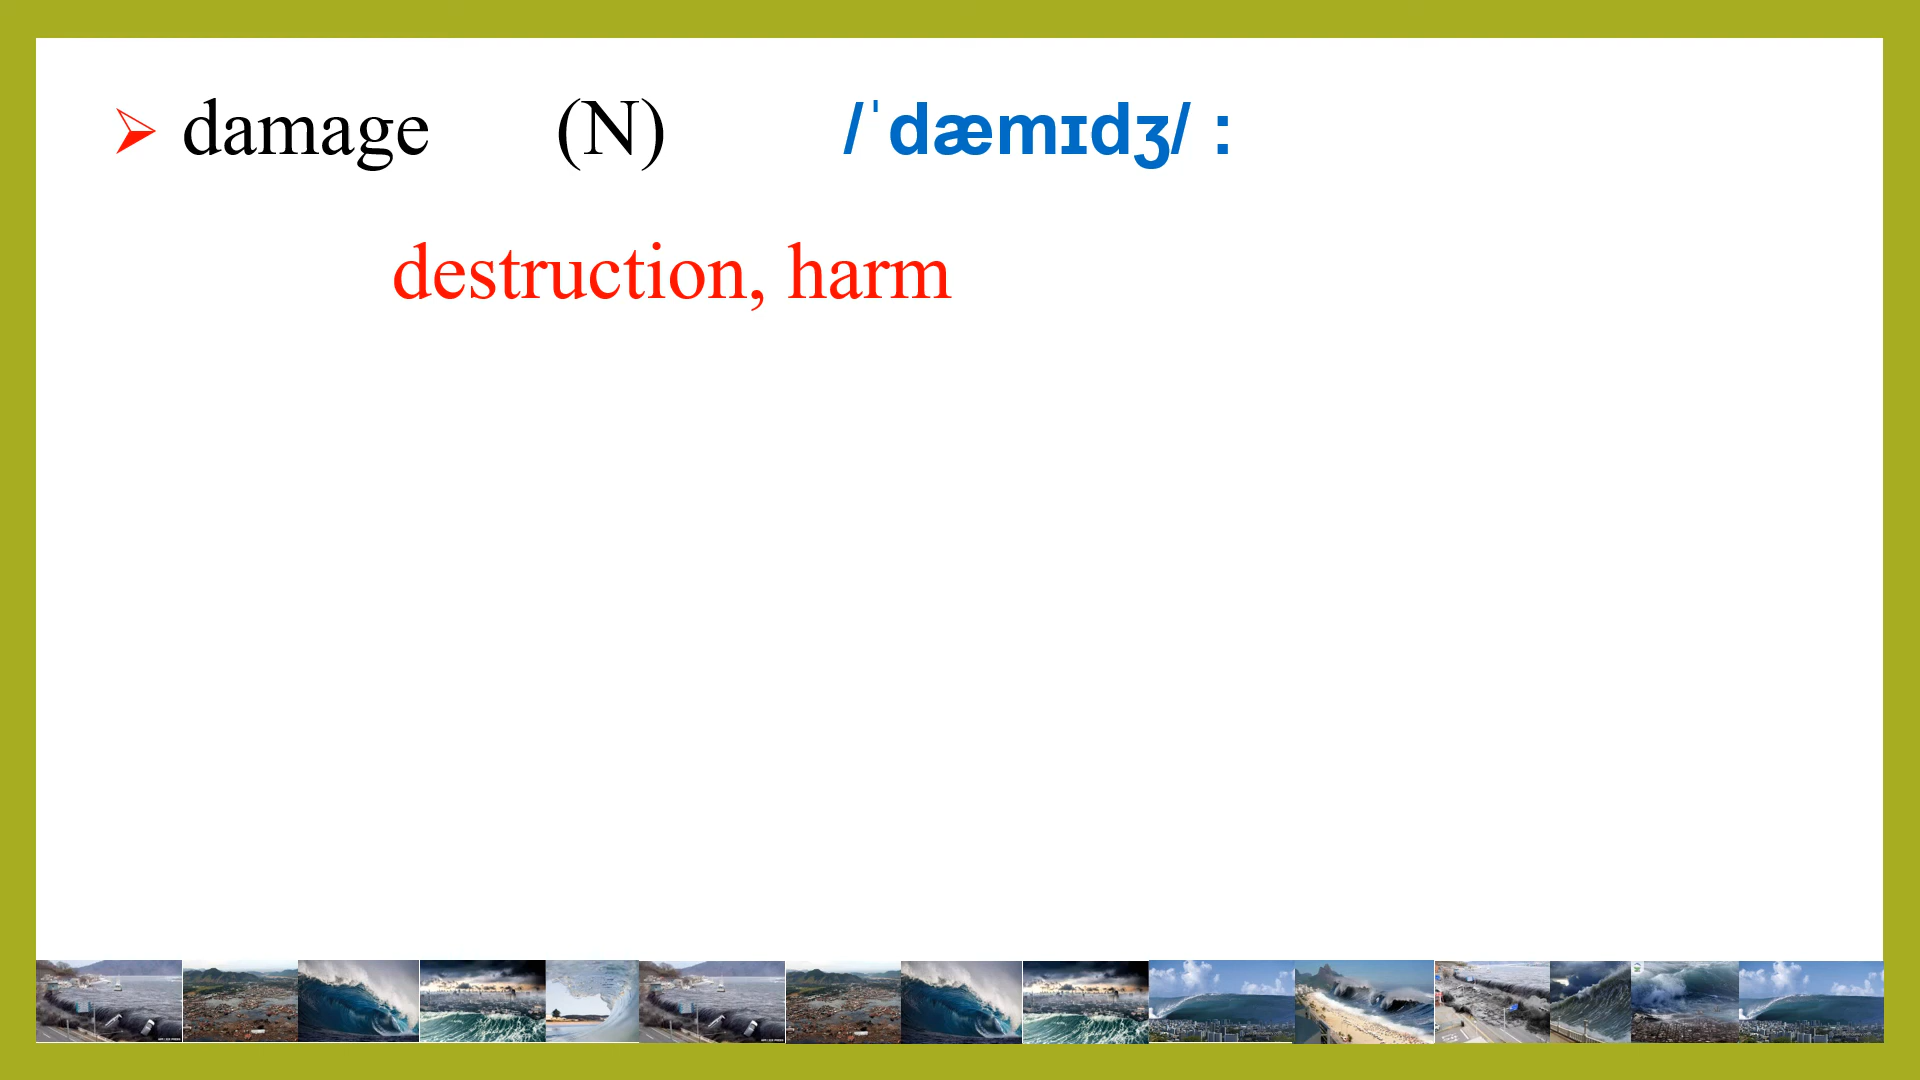 ➢ damage (N) /ˈdæmɪdʒ/ :
destruction, harm